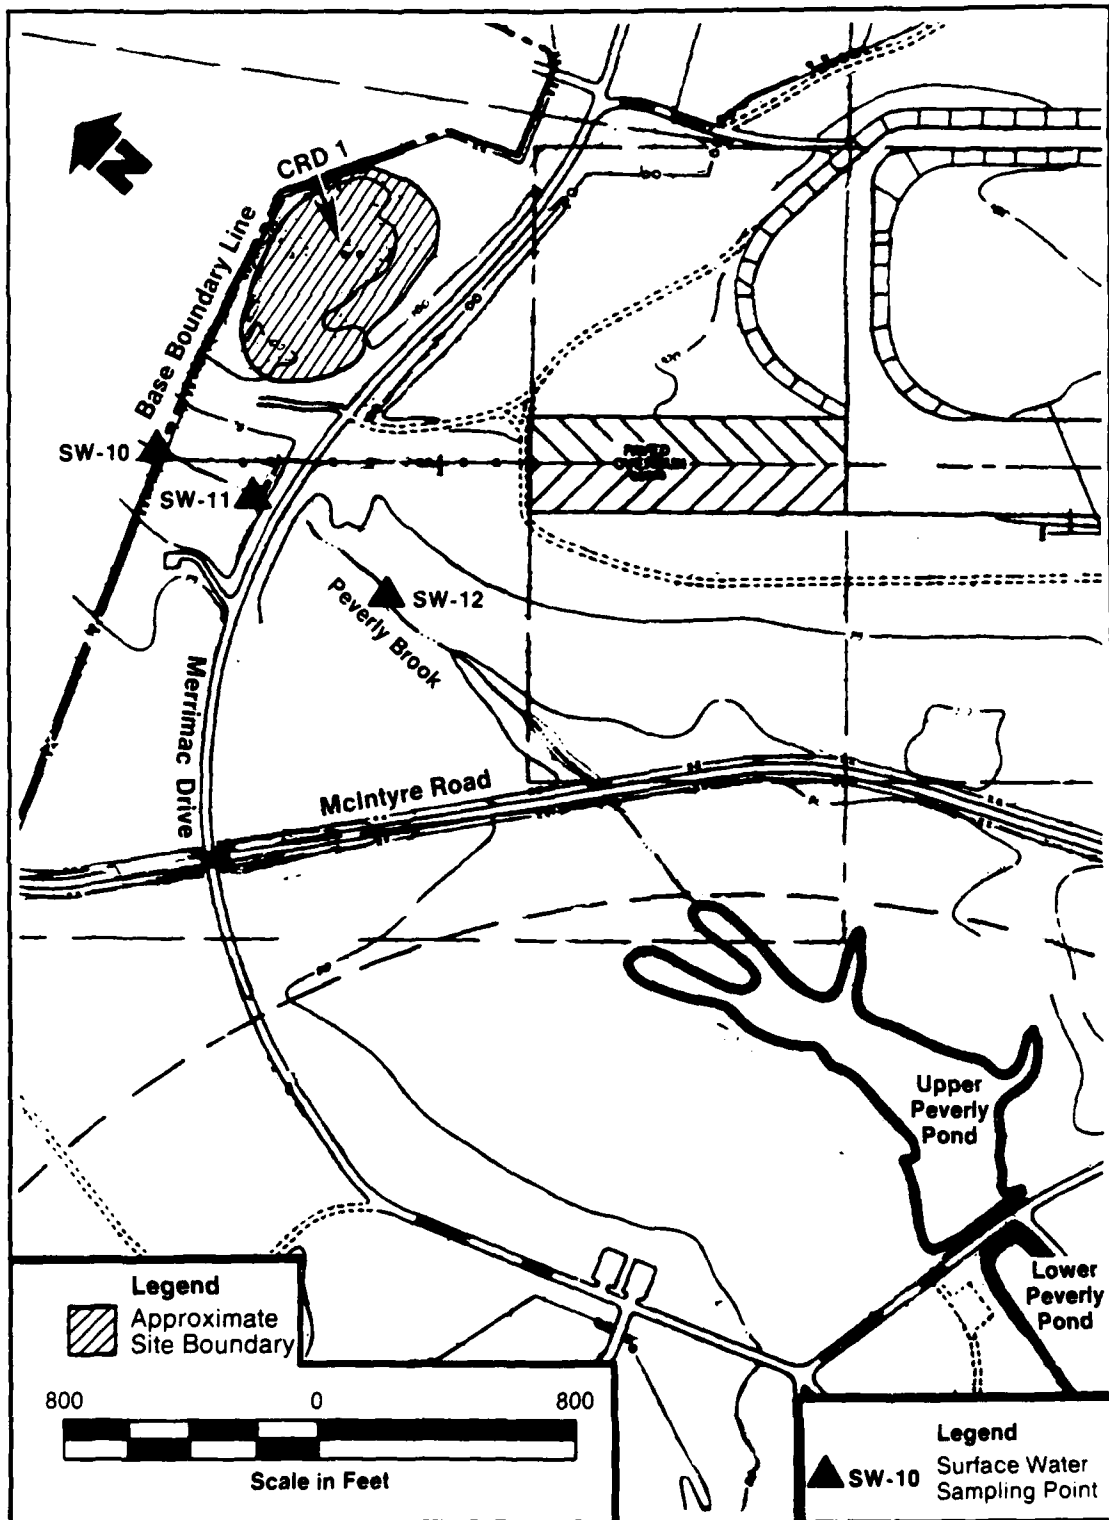 N
CRD 1
Base Boundary Line
SW-10
SW-11
SW-12
Peverly Brook
Merrimac Drive
McIntyre Road
Upper
Peverly
Pond
Lower
Peverly
Pond
Legend
Approximate
Site Boundary
800 0 800
Scale in Feet
Legend
SW-10 Surface Water
Sampling Point